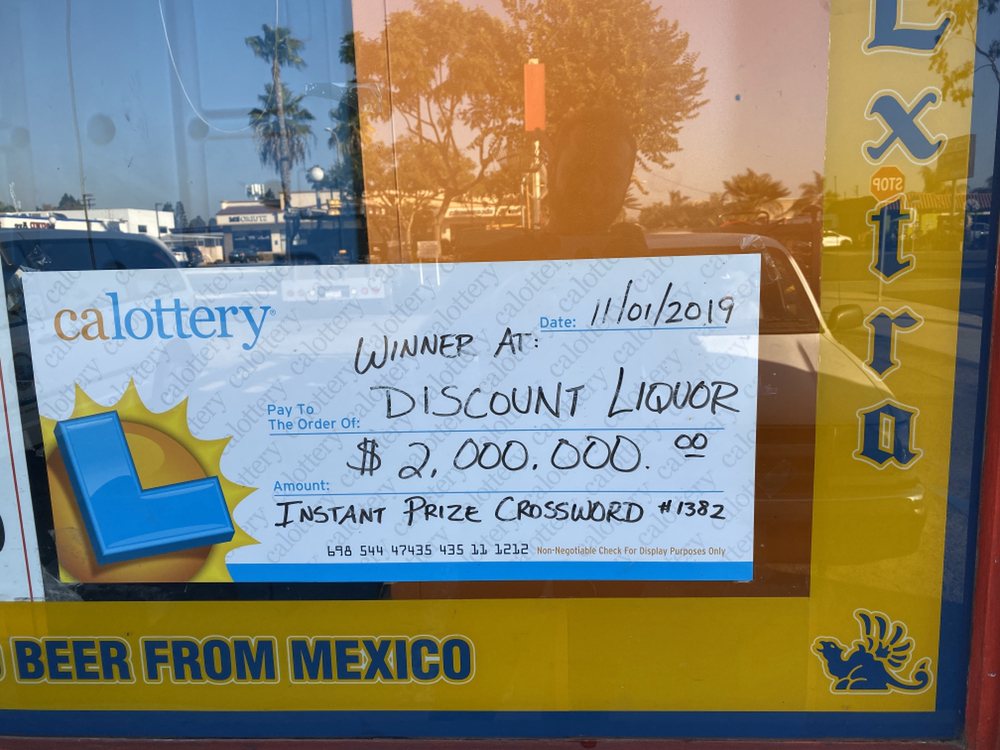 calottery
Date: 11/01/2019
WINNER AT:
Pay To
The Order Of: DISCOUNT LIQUOR
$ 2,000,000.00
Amount:
INSTANT PRIZE CROSSWORD #1382
698 544 47435 435 11 1212 Non-Negotiable Check For Display Purposes Only
BEER FROM MEXICO
Extra
STOP